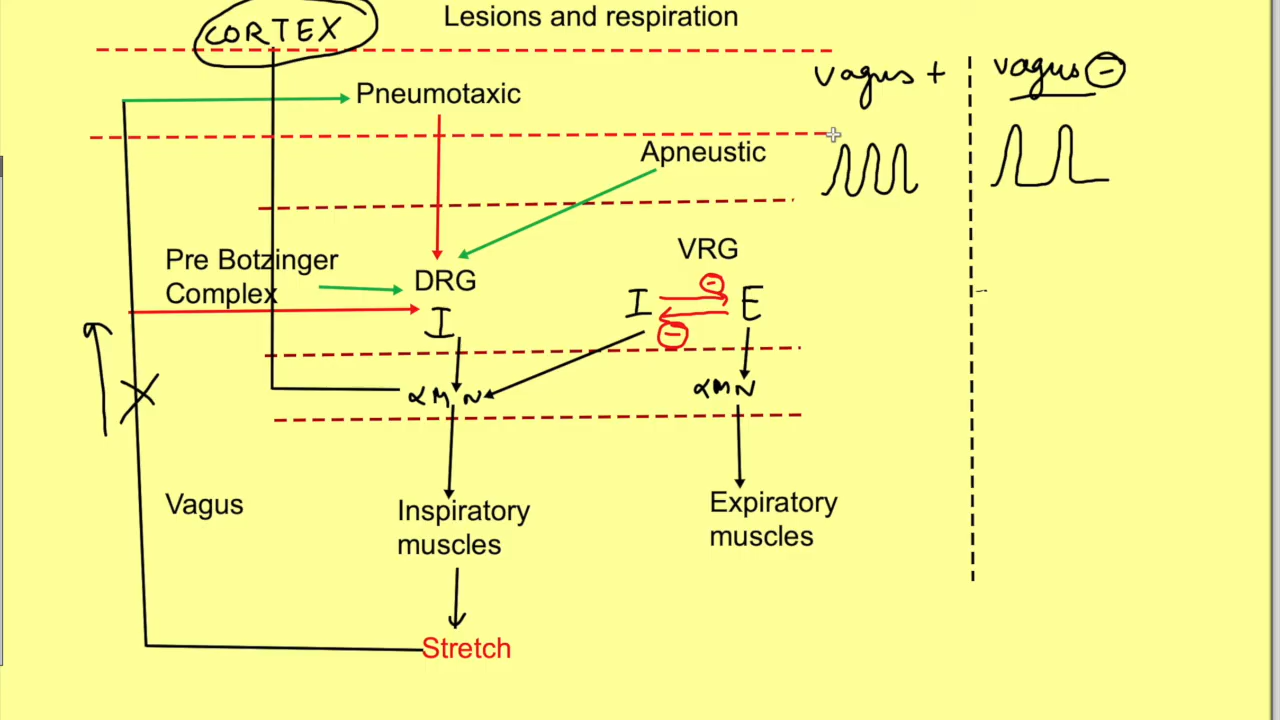 Lesions and respiration
CORTEX
vagus +
vagus -
Pneumotaxic
Apneustic
Pre Botzinger
Complex
DRG
I
VRG
I
E
-
-
αMN
αMN
X
Vagus
Inspiratory
muscles
Expiratory
muscles
Stretch